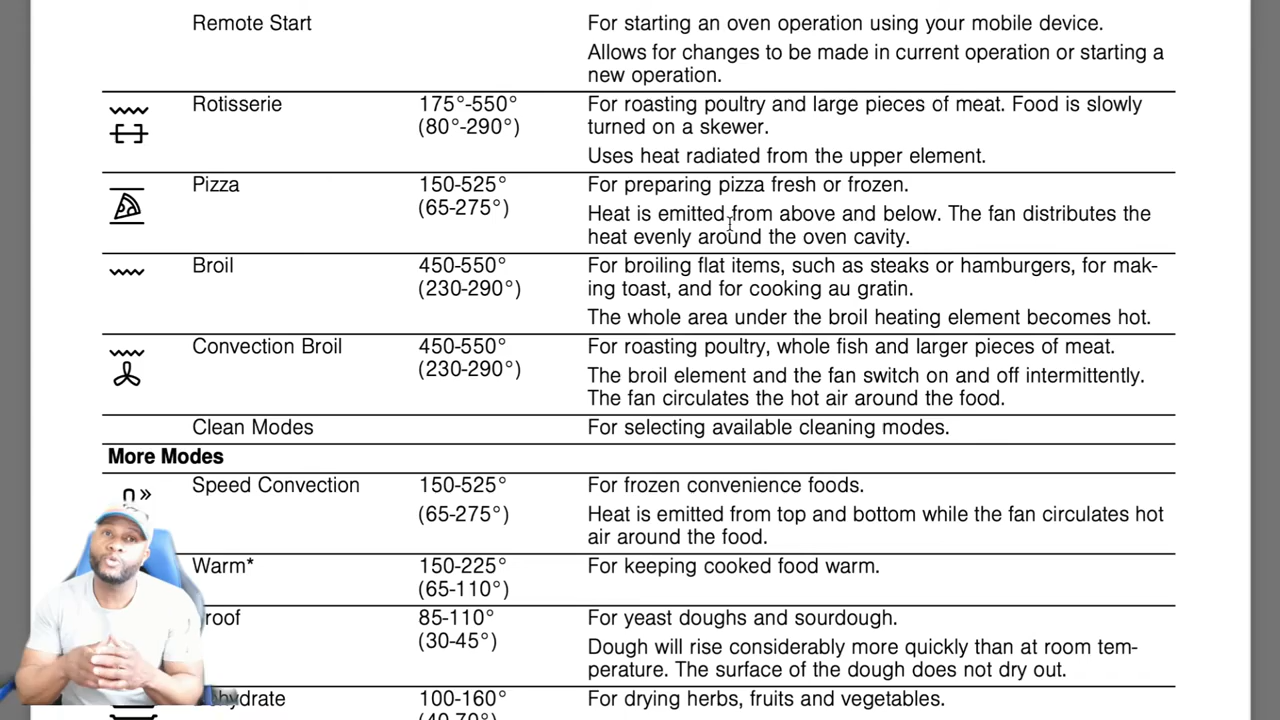 Remote Start
For starting an oven operation using your mobile device.
Allows for changes to be made in current operation or starting a
new operation.
Rotisserie
175°-550°
(80°-290°)
For roasting poultry and large pieces of meat. Food is slowly
turned on a skewer.
Uses heat radiated from the upper element.
Pizza
150-525°
(65-275°)
For preparing pizza fresh or frozen.
Heat is emitted from above and below. The fan distributes the
heat evenly around the oven cavity.
Broil
450-550°
(230-290°)
For broiling flat items, such as steaks or hamburgers, for mak-
ing toast, and for cooking au gratin.
The whole area under the broil heating element becomes hot.
Convection Broil
450-550°
(230-290°)
For roasting poultry, whole fish and larger pieces of meat.
The broil element and the fan switch on and off intermittently.
The fan circulates the hot air around the food.
Clean Modes
For selecting available cleaning modes.
More Modes
Speed Convection
150-525°
(65-275°)
For frozen convenience foods.
Heat is emitted from top and bottom while the fan circulates hot
air around the food.
Warm*
150-225°
(65-110°)
For keeping cooked food warm.
roof
85-110°
(30-45°)
For yeast doughs and sourdough.
Dough will rise considerably more quickly than at room tem-
perature. The surface of the dough does not dry out.
hydrate
100-160°
(40-70°)
For drying herbs, fruits and vegetables.